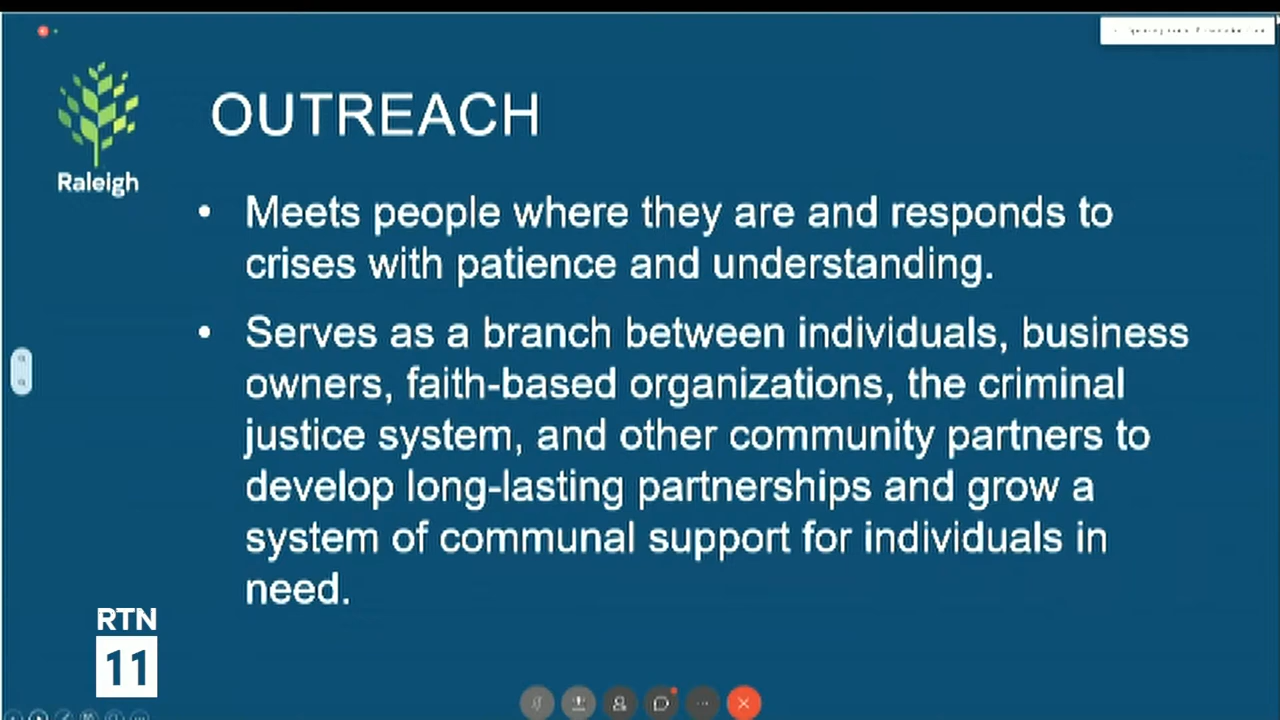 OUTREACH
Raleigh
• Meets people where they are and responds to
crises with patience and understanding.
• Serves as a branch between individuals, business
owners, faith-based organizations, the criminal
justice system, and other community partners to
develop long-lasting partnerships and grow a
system of communal support for individuals in
need.
RTN
11